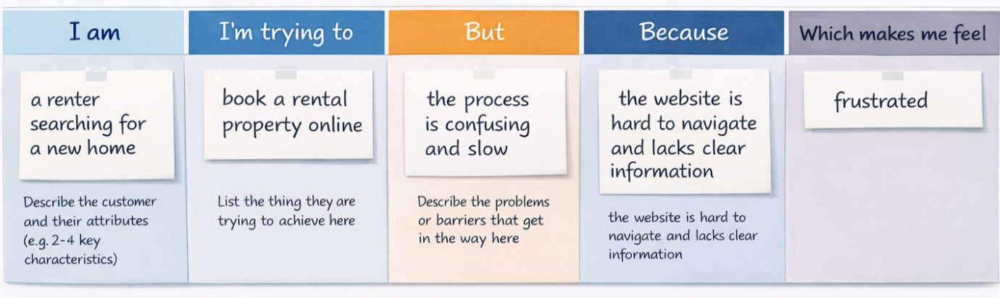 I am
I'm trying to
But
Because
Which makes me feel
a renter
searching for
a new home
Describe the customer
and their attributes
(e.g. 2-4 key
characteristics)
book a rental
property online
List the thing they are
trying to achieve here
the process
is confusing
and slow
Describe the problems
or barriers that get
in the way here
the website is
hard to navigate
and lacks clear
information
the website is hard to
navigate and lacks clear
information
frustrated